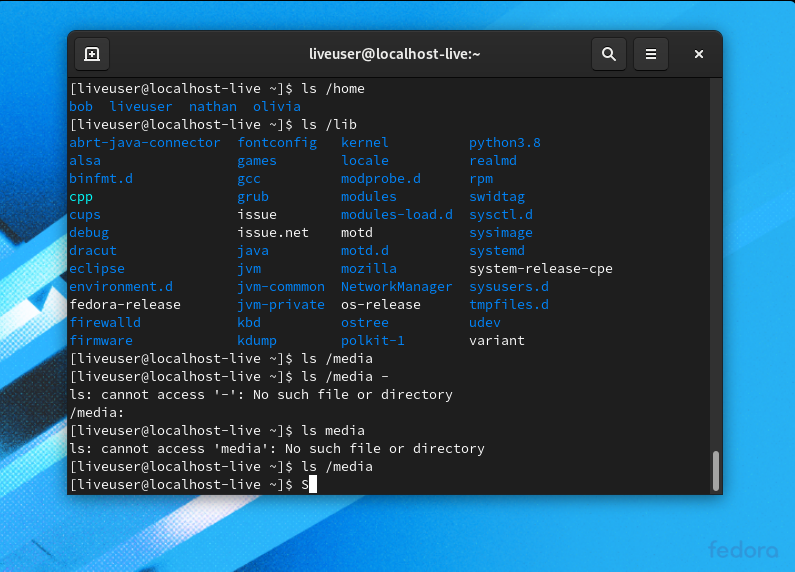 liveuser@localhost-live:~
[liveuser@localhost-live ~]$ ls /home
bob  liveuser  nathan  olivia
[liveuser@localhost-live ~]$ ls /lib
abrt-java-connector  fontconfig   kernel          python3.8
alsa                 games        locale          realmd
binfmt.d             gcc          modprobe.d      rpm
cpp                  grub         modules         swidtag
cups                 issue        modules-load.d  sysctl.d
debug                issue.net    motd            sysimage
dracut               java         motd.d          systemd
eclipse              jvm          mozilla         system-release-cpe
environment.d        jvm-commmon  NetworkManager  sysusers.d
fedora-release       jvm-private  os-release      tmpfiles.d
firewalld            kbd          ostree          udev
firmware             kdump        polkit-1        variant
[liveuser@localhost-live ~]$ ls /media
[liveuser@localhost-live ~]$ ls /media -
ls: cannot access '-': No such file or directory
/media:
[liveuser@localhost-live ~]$ ls media
ls: cannot access 'media': No such file or directory
[liveuser@localhost-live ~]$ ls /media
[liveuser@localhost-live ~]$ S
fedora